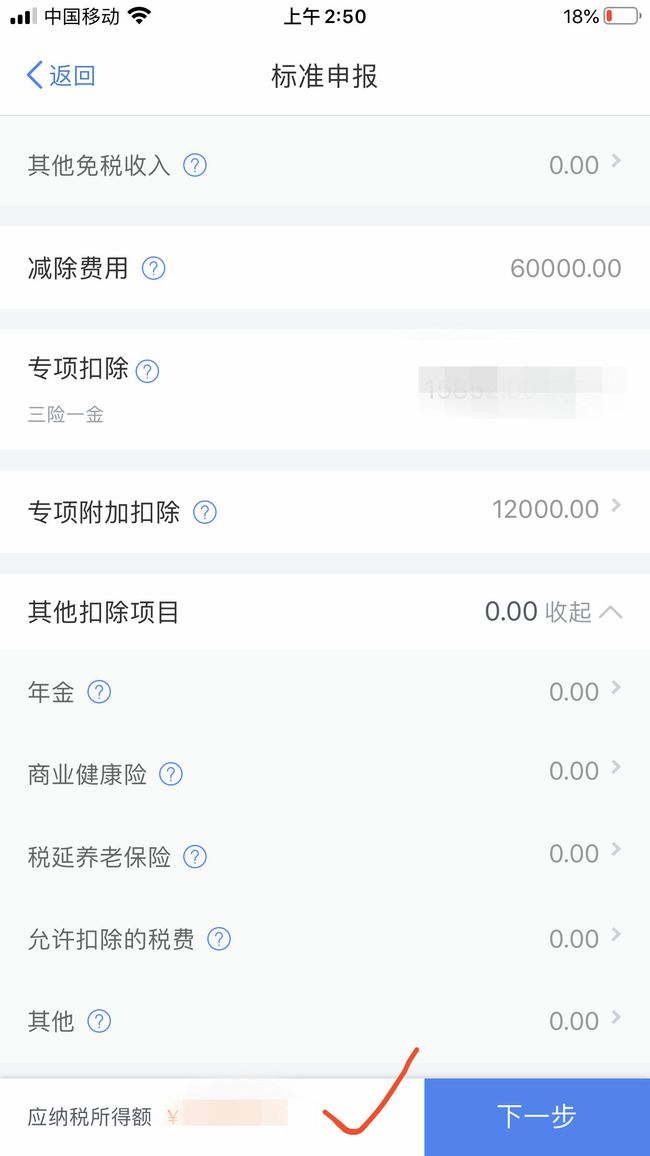 中国移动 上午2:50 18%
返回 标准申报
其他免税收入 ? 0.00
减除费用 ? 60000.00
专项扣除 ?
三险一金
专项附加扣除 ? 12000.00
其他扣除项目 0.00 收起
年金 ? 0.00
商业健康险 ? 0.00
税延养老保险 ? 0.00
允许扣除的税费 ? 0.00
其他 ? 0.00
应纳税所得额 ¥ 下一步